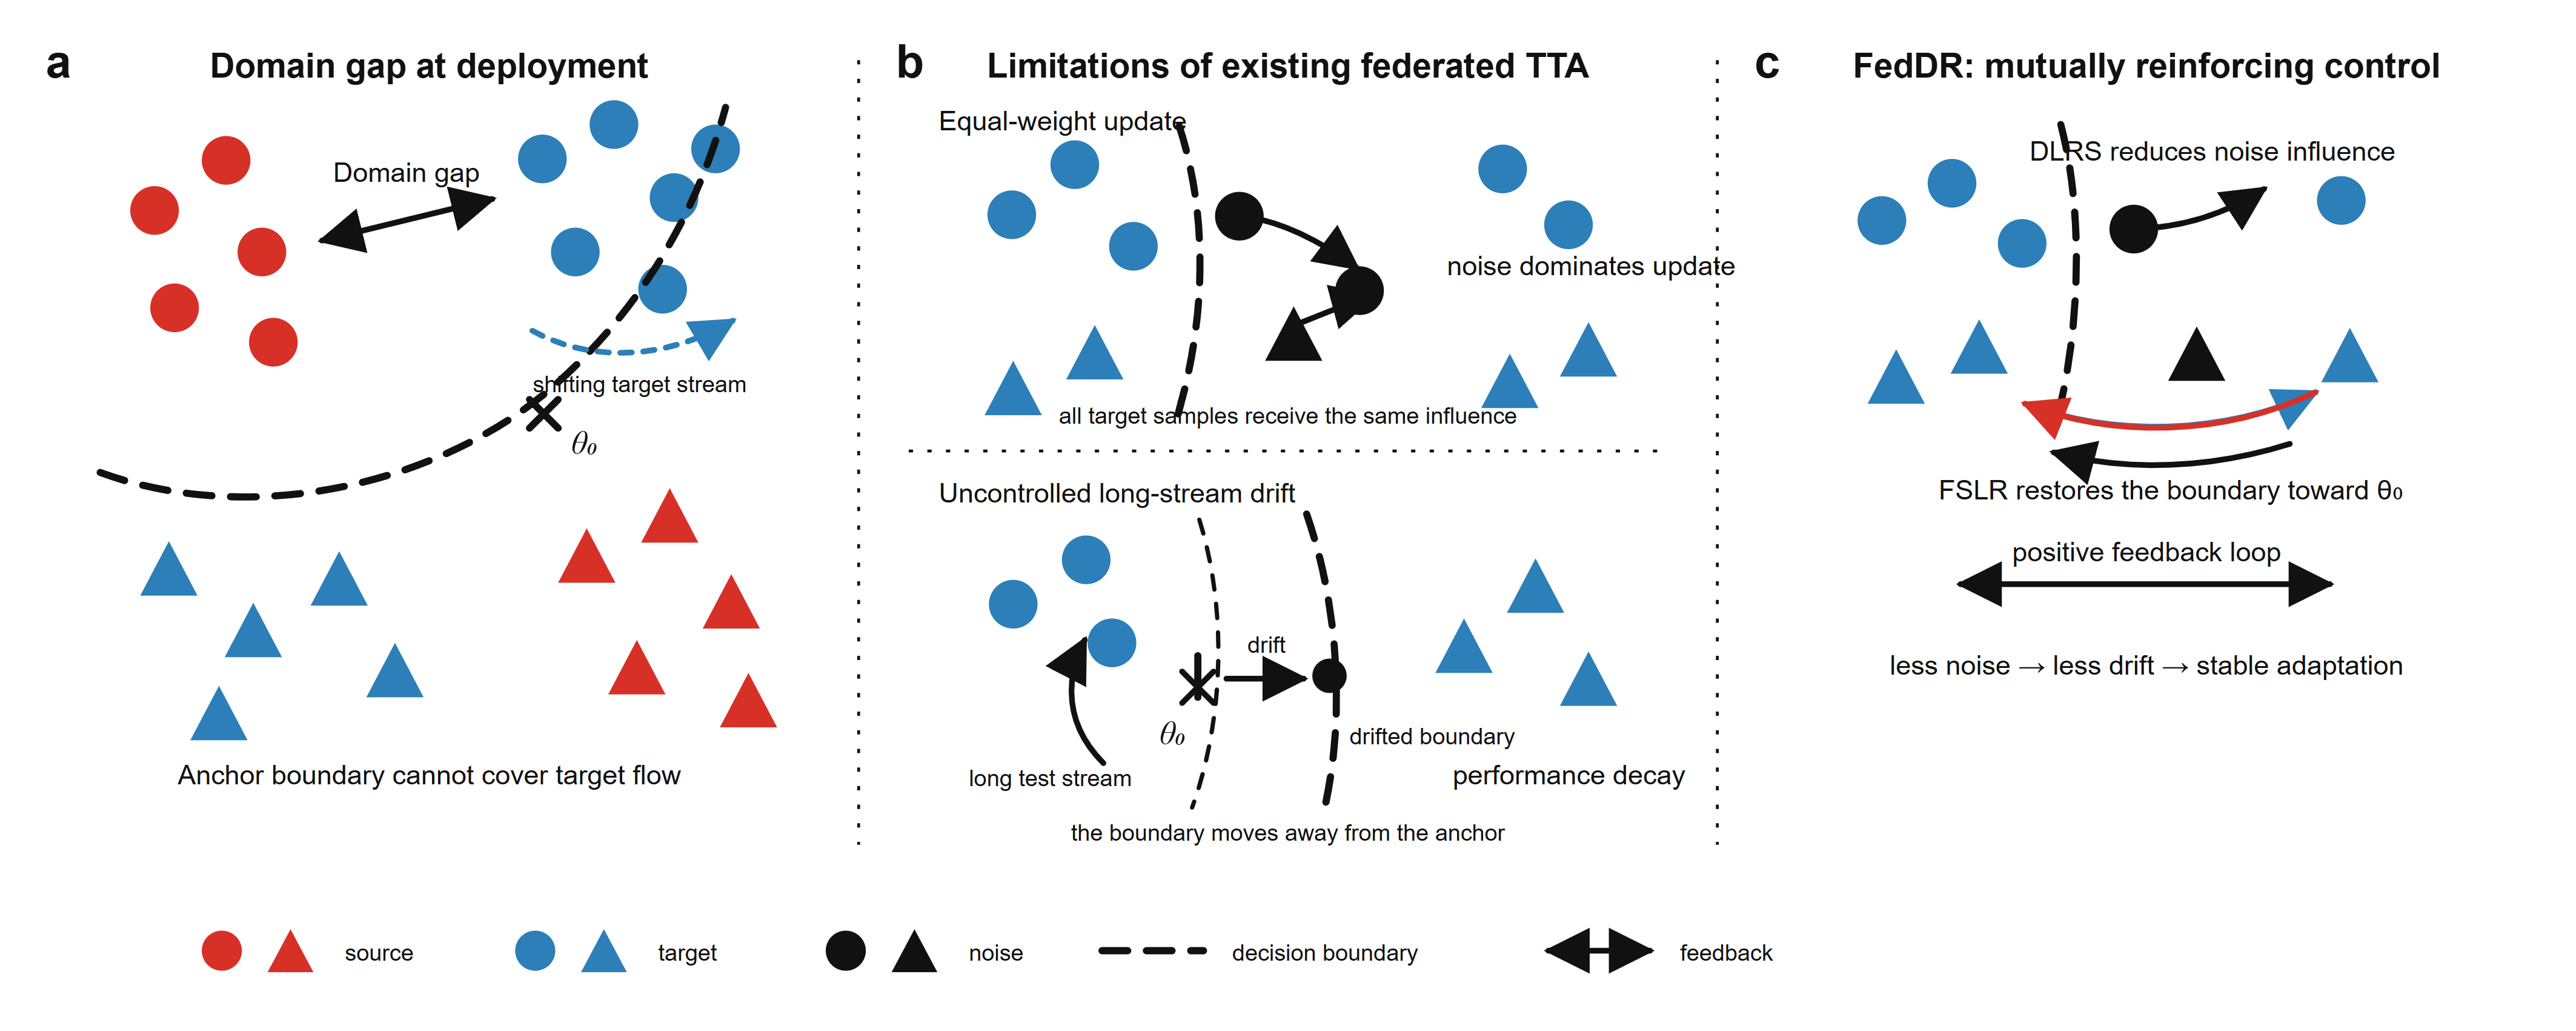 a
Domain gap at deployment
Domain gap
shifting target stream
θ₀
Anchor boundary cannot cover target flow
b
Limitations of existing federated TTA
Equal-weight update
noise dominates update
all target samples receive the same influence
Uncontrolled long-stream drift
drift
θ₀
drifted boundary
long test stream
performance decay
the boundary moves away from the anchor
c
FedDR: mutually reinforcing control
DLRS reduces noise influence
FSLR restores the boundary toward θ₀
positive feedback loop
less noise → less drift → stable adaptation
source
target
noise
decision boundary
feedback